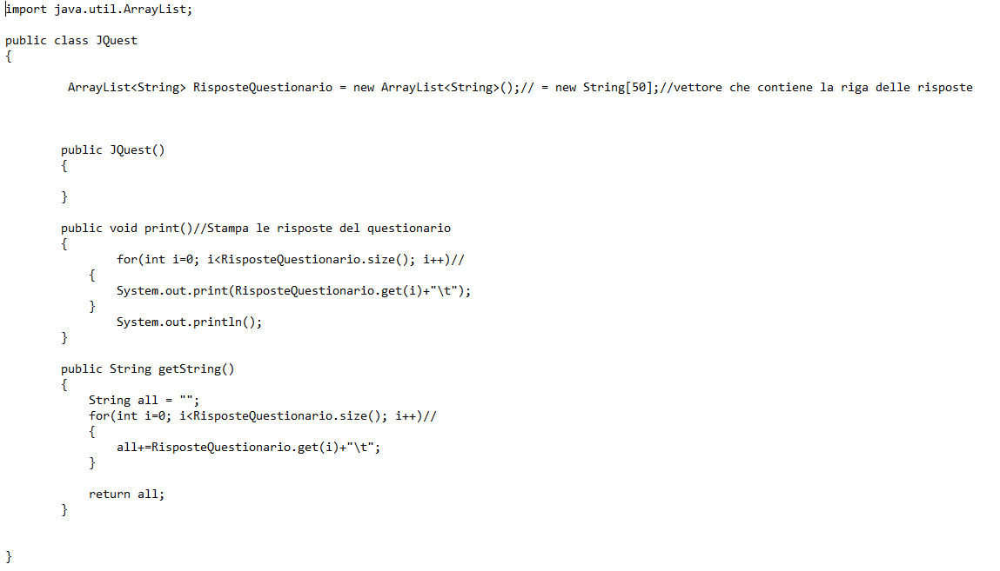 import java.util.ArrayList;
public class JQuest
{
ArrayList<String> RisposteQuestionario = new ArrayList<String>();// = new String[50];//vettore che contiene la riga delle risposte
public JQuest()
{
}
public void print()//Stampa le risposte del questionario
{
for(int i=0; i<RisposteQuestionario.size(); i++)//
{
System.out.print(RisposteQuestionario.get(i)+"\t");
}
System.out.println();
}
public String getString()
{
String all = "";
for(int i=0; i<RisposteQuestionario.size(); i++)//
{
all+=RisposteQuestionario.get(i)+"\t";
}
return all;
}
}